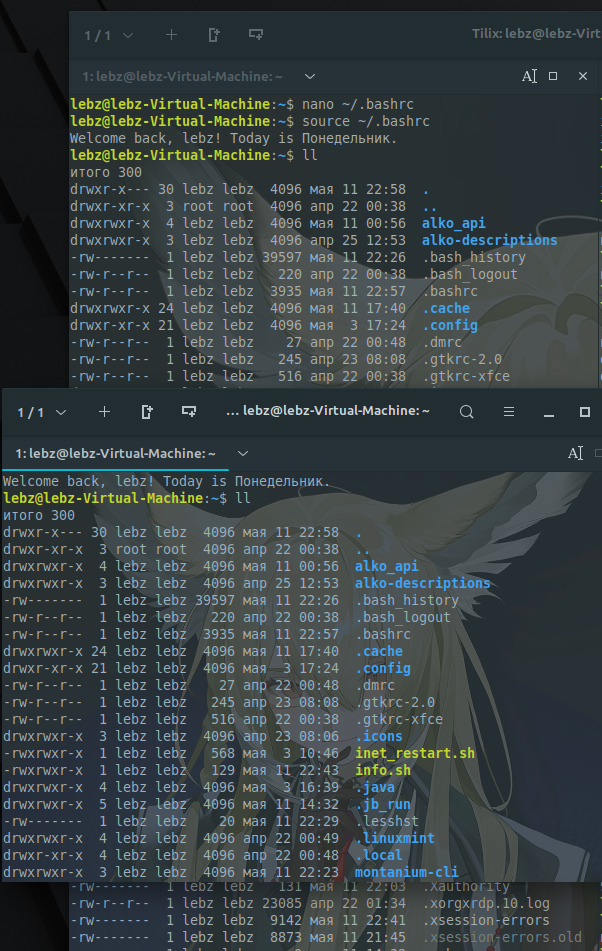 1 / 1
Tilix: lebz@lebz-Virt
1: lebz@lebz-Virtual-Machine: ~
lebz@lebz-Virtual-Machine:~$ nano ~/.bashrc
lebz@lebz-Virtual-Machine:~$ source ~/.bashrc
Welcome back, lebz! Today is Понедельник.
lebz@lebz-Virtual-Machine:~$ ll
итого 300
drwxr-x--- 30 lebz lebz  4096 мая 11 22:58  .
drwxr-xr-x  3 root root  4096 апр 22 00:38  ..
drwxrwxr-x  4 lebz lebz  4096 мая 11 00:56  alko_api
drwxrwxr-x  3 lebz lebz  4096 апр 25 12:53  alko-descriptions
-rw-------  1 lebz lebz 39597 мая 11 22:26  .bash_history
-rw-r--r--  1 lebz lebz   220 апр 22 00:38  .bash_logout
-rw-r--r--  1 lebz lebz  3935 мая 11 22:57  .bashrc
drwxrwxr-x 24 lebz lebz  4096 мая 11 17:40  .cache
drwxr-xr-x 21 lebz lebz  4096 мая  3 17:24  .config
-rw-r--r--  1 lebz lebz    27 апр 22 00:48  .dmrc
-rw-r--r--  1 lebz lebz   245 апр 23 08:08  .gtkrc-2.0
-rw-r--r--  1 lebz lebz   516 апр 22 00:38  .gtkrc-xfce
1 / 1
... lebz@lebz-Virtual-Machine: ~
1: lebz@lebz-Virtual-Machine: ~
Welcome back, lebz! Today is Понедельник.
lebz@lebz-Virtual-Machine:~$ ll
итого 300
drwxr-x--- 30 lebz lebz  4096 мая 11 22:58  .
drwxr-xr-x  3 root root  4096 апр 22 00:38  ..
drwxrwxr-x  4 lebz lebz  4096 мая 11 00:56  alko_api
drwxrwxr-x  3 lebz lebz  4096 апр 25 12:53  alko-descriptions
-rw-------  1 lebz lebz 39597 мая 11 22:26  .bash_history
-rw-r--r--  1 lebz lebz   220 апр 22 00:38  .bash_logout
-rw-r--r--  1 lebz lebz  3935 мая 11 22:57  .bashrc
drwxrwxr-x 24 lebz lebz  4096 мая 11 17:40  .cache
drwxr-xr-x 21 lebz lebz  4096 мая  3 17:24  .config
-rw-r--r--  1 lebz lebz    27 апр 22 00:48  .dmrc
-rw-r--r--  1 lebz lebz   245 апр 23 08:08  .gtkrc-2.0
-rw-r--r--  1 lebz lebz   516 апр 22 00:38  .gtkrc-xfce
drwxrwxr-x  3 lebz lebz  4096 апр 23 08:06  .icons
-rwxrwxr-x  1 lebz lebz   568 мая  3 10:46  inet_restart.sh
-rwxrwxr-x  1 lebz lebz   129 мая 11 22:43  info.sh
drwxrwxr-x  4 lebz lebz  4096 мая  3 16:39  .java
drwxrwxr-x  5 lebz lebz  4096 мая 11 14:32  .jb_run
-rw-------  1 lebz lebz    20 мая 11 22:29  .lesshst
drwxrwxr-x  4 lebz lebz  4096 апр 22 00:49  .linuxmint
drwxr-xr-x  4 lebz lebz  4096 апр 22 00:48  .local
drwxrwxr-x  3 lebz lebz  4096 мая 11 22:23  montanium-cli
-rw-------  1 lebz lebz   131 мая 11 22:03  .xauthority
-rw-r--r--  1 lebz lebz 23085 апр 22 01:34  .xorgxrdp.10.log
-rw-------  1 lebz lebz  9142 мая 11 22:41  .xsession-errors
-rw-------  1 lebz lebz  8873 мая 11 21:45  .xsession-errors.old